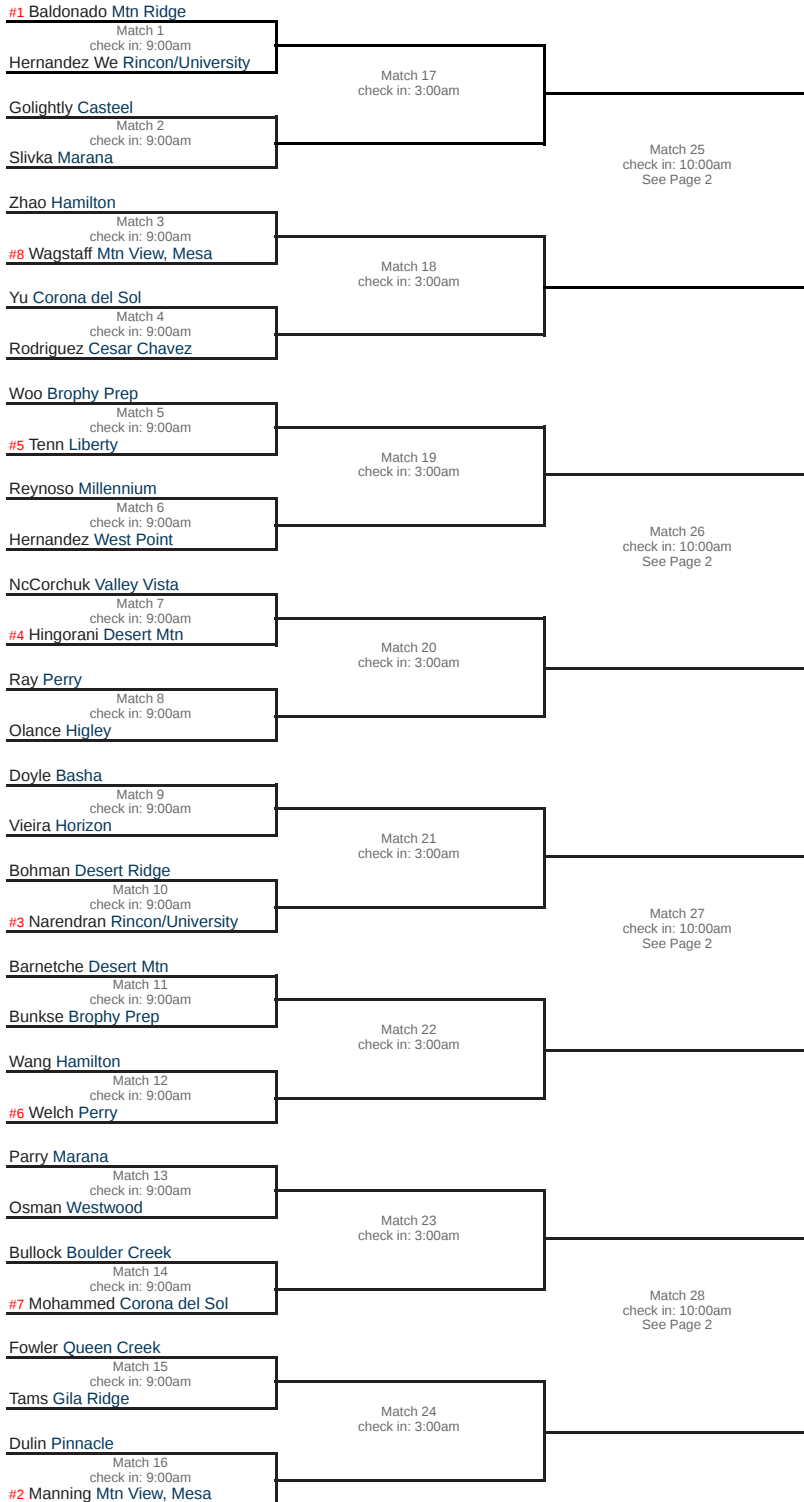 #1 Baldonado Mtn Ridge
Match 1
check in: 9:00am
Hernandez We Rincon/University
Match 17
check in: 3:00am
Golightly Casteel
Match 2
check in: 9:00am
Slivka Marana
Match 25
check in: 10:00am
See Page 2
Zhao Hamilton
Match 3
check in: 9:00am
#8 Wagstaff Mtn View, Mesa
Match 18
check in: 3:00am
Yu Corona del Sol
Match 4
check in: 9:00am
Rodriguez Cesar Chavez
Woo Brophy Prep
Match 5
check in: 9:00am
#5 Tenn Liberty
Match 19
check in: 3:00am
Reynoso Millennium
Match 6
check in: 9:00am
Hernandez West Point
Match 26
check in: 10:00am
See Page 2
NcCorchuk Valley Vista
Match 7
check in: 9:00am
#4 Hingorani Desert Mtn
Match 20
check in: 3:00am
Ray Perry
Match 8
check in: 9:00am
Olance Higley
Doyle Basha
Match 9
check in: 9:00am
Vieira Horizon
Match 21
check in: 3:00am
Bohman Desert Ridge
Match 10
check in: 9:00am
#3 Narendran Rincon/University
Match 27
check in: 10:00am
See Page 2
Barnetche Desert Mtn
Match 11
check in: 9:00am
Bunkse Brophy Prep
Match 22
check in: 3:00am
Wang Hamilton
Match 12
check in: 9:00am
#6 Welch Perry
Parry Marana
Match 13
check in: 9:00am
Osman Westwood
Match 23
check in: 3:00am
Bullock Boulder Creek
Match 14
check in: 9:00am
#7 Mohammed Corona del Sol
Match 28
check in: 10:00am
See Page 2
Fowler Queen Creek
Match 15
check in: 9:00am
Tams Gila Ridge
Match 24
check in: 3:00am
Dulin Pinnacle
Match 16
check in: 9:00am
#2 Manning Mtn View, Mesa